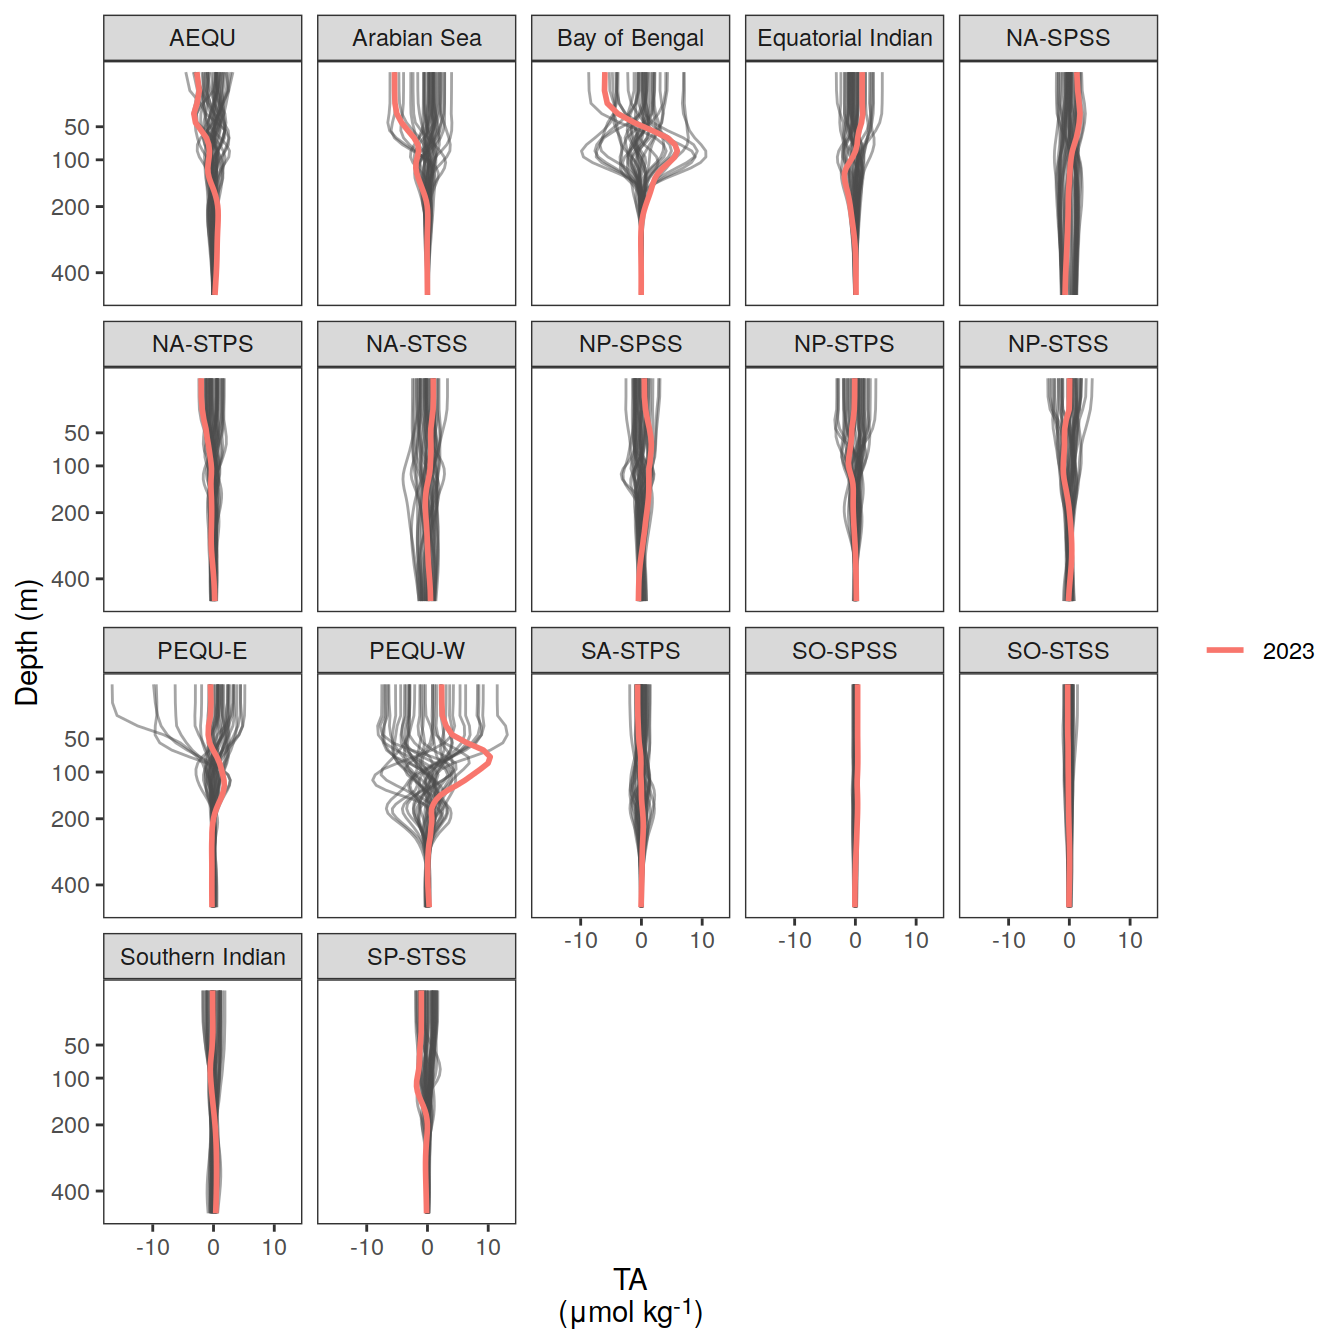 AEQU
Arabian Sea
Bay of Bengal
Equatorial Indian
NA-SPSS
50
100
200
400
NA-STPS
NA-STSS
NP-SPSS
NP-STPS
NP-STSS
50
100
200
400
PEQU-E
PEQU-W
SA-STPS
SO-SPSS
SO-STSS
50
100
200
400
-10 0 10
-10 0 10
-10 0 10
Southern Indian
SP-STSS
50
100
200
400
-10 0 10
-10 0 10
Depth (m)
TA
(μmol kg⁻¹)
2023